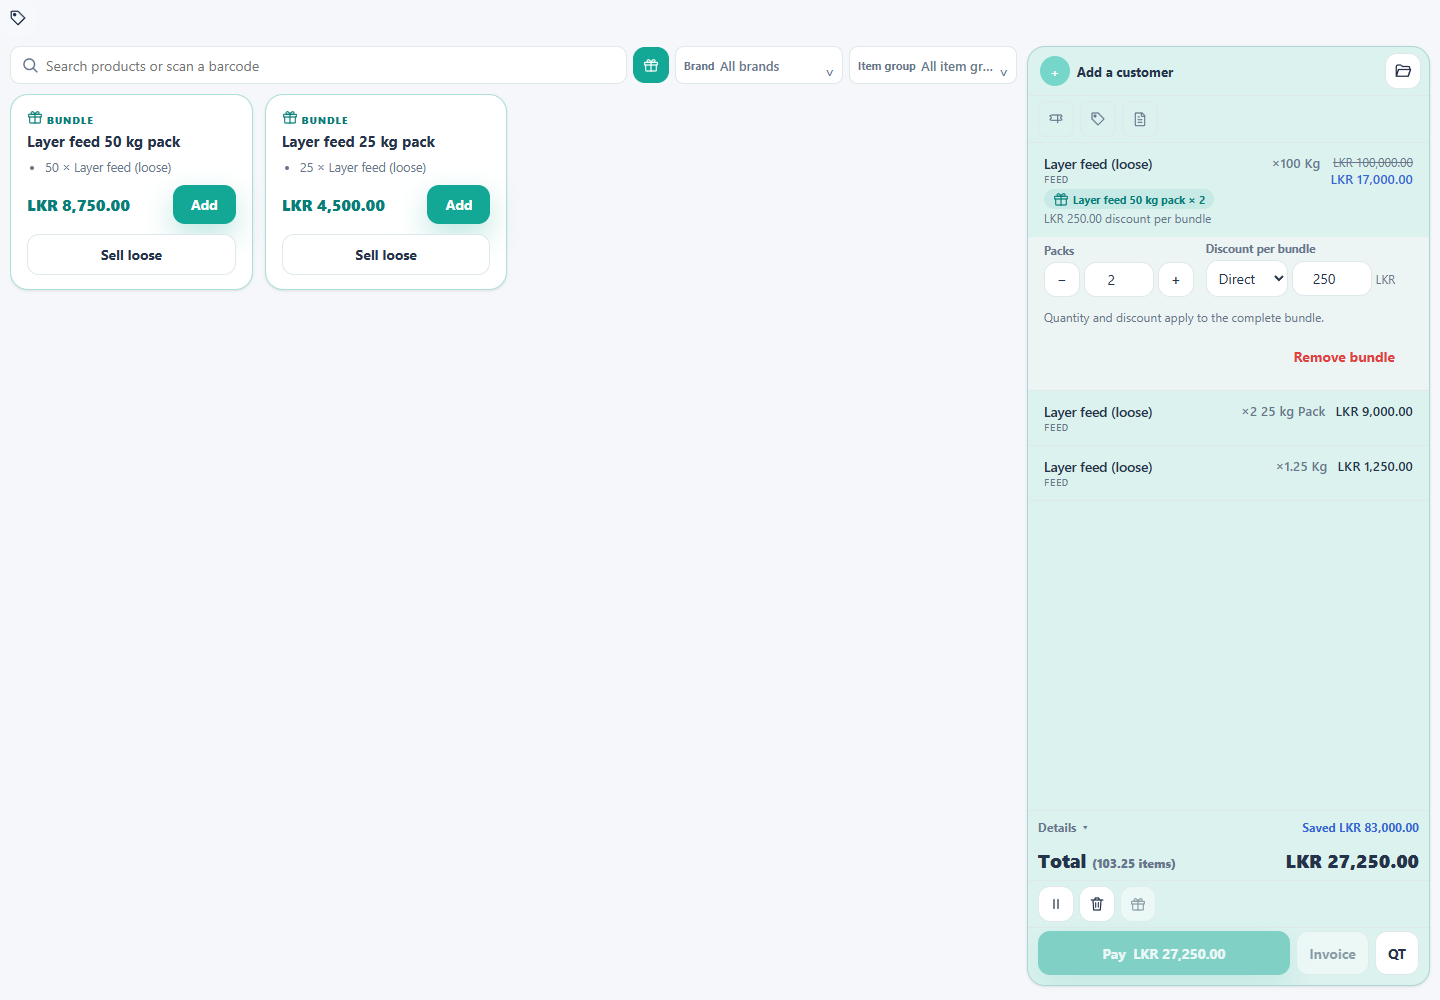 Search products or scan a barcode
Brand All brands
Item group All item gr...
BUNDLE
Layer feed 50 kg pack
• 50 × Layer feed (loose)
LKR 8,750.00
Add
Sell loose
BUNDLE
Layer feed 25 kg pack
• 25 × Layer feed (loose)
LKR 4,500.00
Add
Sell loose
+ Add a customer
Layer feed (loose) ×100 Kg LKR 100,000.00
FEED LKR 17,000.00
Layer feed 50 kg pack × 2
LKR 250.00 discount per bundle
Packs
− 2 +
Discount per bundle
Direct 250 LKR
Quantity and discount apply to the complete bundle.
Remove bundle
Layer feed (loose) ×2 25 kg Pack LKR 9,000.00
FEED
Layer feed (loose) ×1.25 Kg LKR 1,250.00
FEED
Details ▾ Saved LKR 83,000.00
Total (103.25 items) LKR 27,250.00
Pay LKR 27,250.00
Invoice
QT